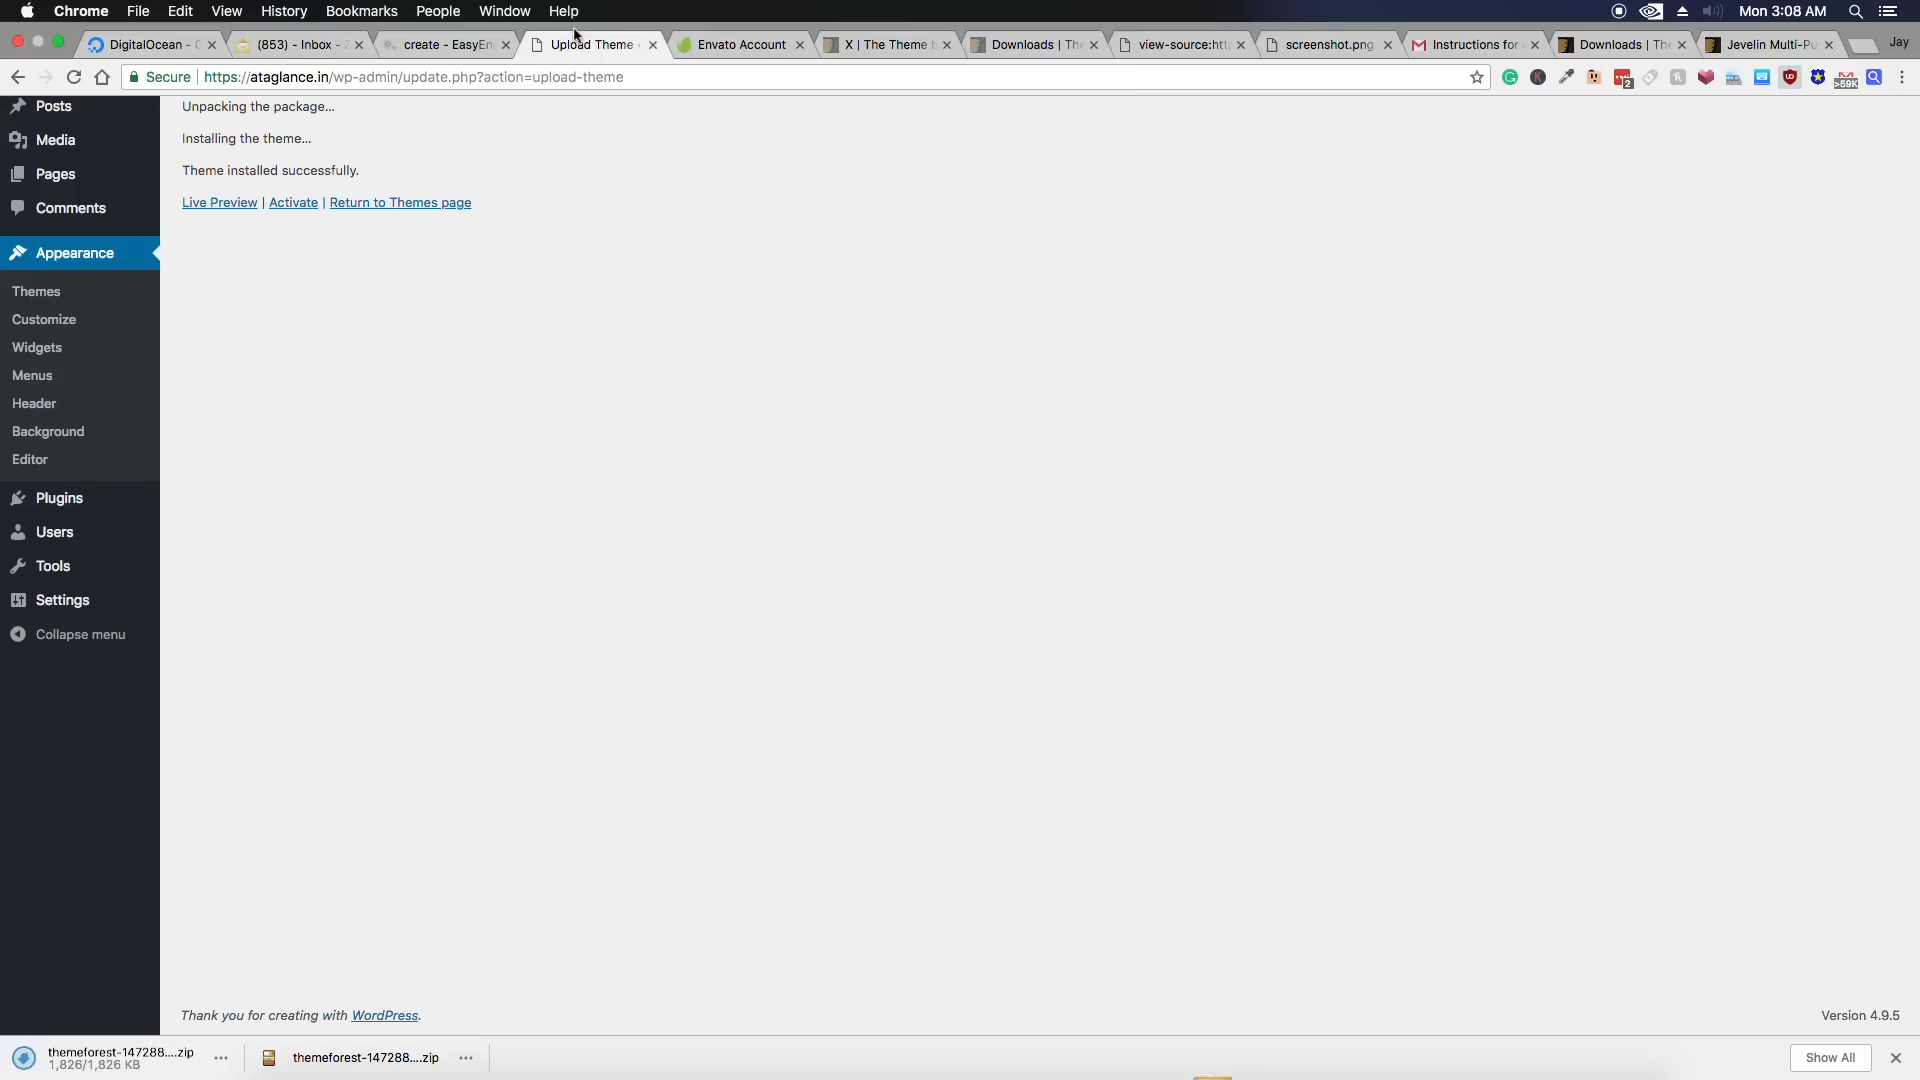 Chrome File Edit View History Bookmarks People Window Help Mon 3:08 AM
DigitalOcean - (853) - Inbox - create - EasyEn Upload Theme Envato Account X | The Theme b Downloads | The view-source:htt screenshot.png Instructions for Downloads | The Jevelin Multi-Pu Jay
Secure https://ataglance.in/wp-admin/update.php?action=upload-theme 2 >59K
Posts
Media
Pages
Comments
Appearance
Themes
Customize
Widgets
Menus
Header
Background
Editor
Plugins
Users
Tools
Settings
Collapse menu
Unpacking the package...
Installing the theme...
Theme installed successfully.
Live Preview | Activate | Return to Themes page
Thank you for creating with WordPress. Version 4.9.5
themeforest-147288....zip
1,826/1,826 KB
themeforest-147288....zip
Show All